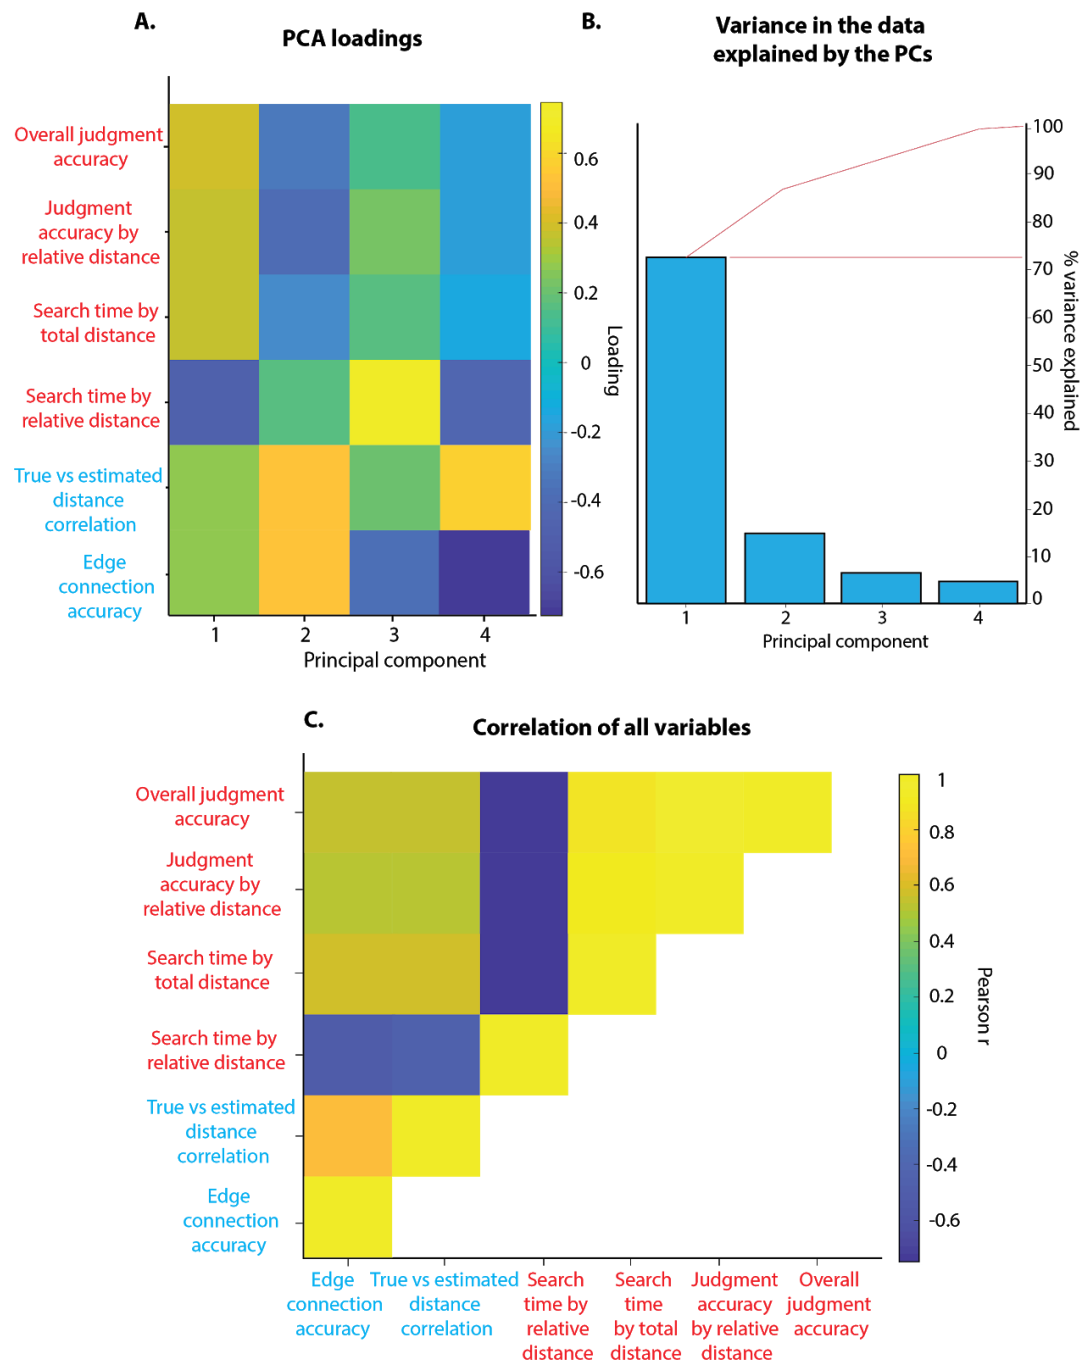 A.
PCA loadings
Overall judgment
accuracy
Judgment
accuracy by
relative distance
Search time by
total distance
Search time by
relative distance
True vs estimated
distance
correlation
Edge
connection
accuracy
1
2
3
4
Principal component
0.6
0.4
0.2
0
-0.2
-0.4
-0.6
Loading
B.
Variance in the data
explained by the PCs
100
90
80
70
60
50
40
30
20
10
0
% variance explained
1
2
3
4
Principal component
C.
Correlation of all variables
Overall judgment
accuracy
Judgment
accuracy by
relative distance
Search time by
total distance
Search time by
relative distance
True vs estimated
distance
correlation
Edge
connection
accuracy
Edge
connection
accuracy
True vs estimated
distance
correlation
Search
time by
relative
distance
Search
time
by total
distance
Judgment
accuracy
by relative
distance
Overall
judgment
accuracy
1
0.8
0.6
0.4
0.2
0
-0.2
-0.4
-0.6
Pearson r